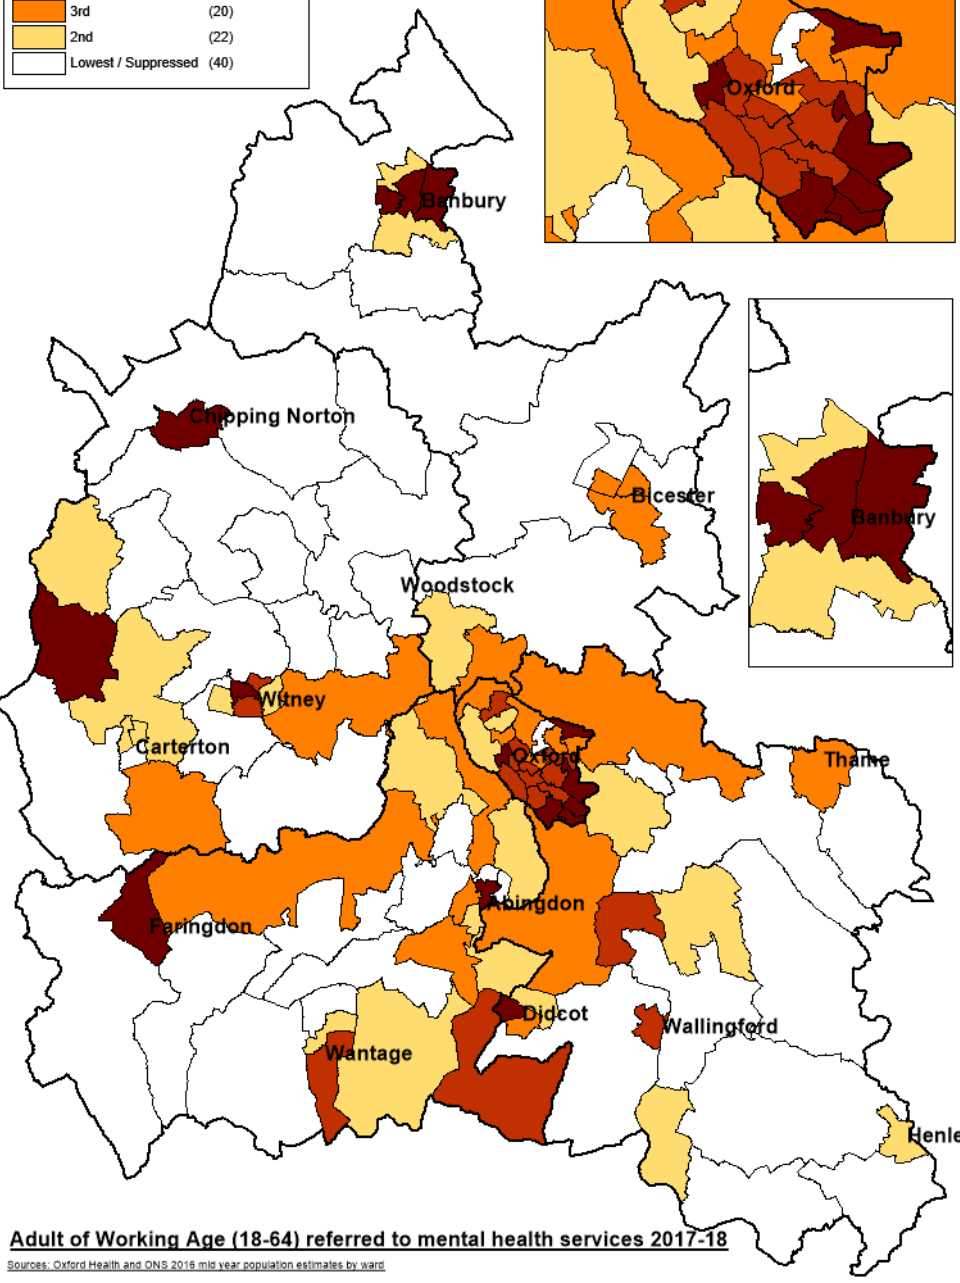 3rd (20)
2nd (22)
Lowest / Suppressed (40)
Oxford
Banbury
Banbury
Chipping Norton
Bicester
Woodstock
Witney
Carterton
Oxford
Thame
Faringdon
Abingdon
Didcot
Wallingford
Wantage
Henle
Adult of Working Age (18-64) referred to mental health services 2017-18
Sources: Oxford Health and ONS 2016 mid year population estimates by ward